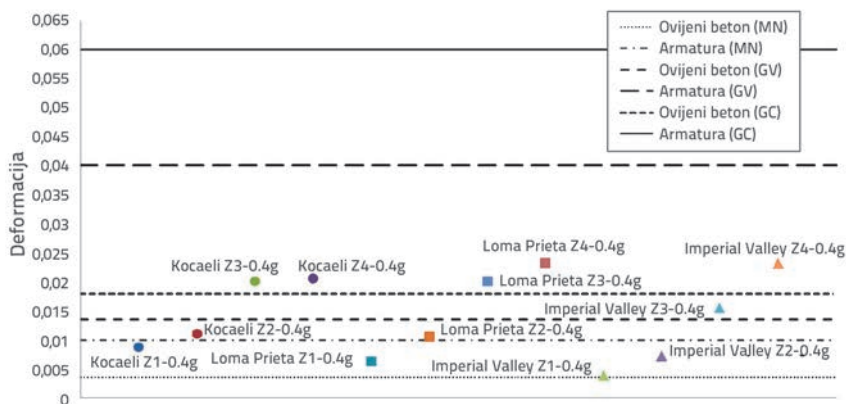 0,065
0,06
0,055
0,05
0,045
0,04
0,035
0,03
0,025
0,02
0,015
0,01
0,005
0
Deformacija
Ovijeni beton (MN)
Armatura (MN)
Ovijeni beton (GV)
Armatura (GV)
Ovijeni beton (GC)
Armatura (GC)
Loma Prieta Z4-0.4g
Imperial Valley Z4-0.4g
Kocaeli Z3-0.4g
Kocaeli Z4-0.4g
Loma Prieta Z3-0.4g
Imperial Valley Z3-0.4g
Kocaeli Z2-0.4g
Loma Prieta Z2-0.4g
Kocaeli Z1-0.4g
Loma Prieta Z1-0.4g
Imperial Valley Z1-0.4g
Imperial Valley Z2-0.4g